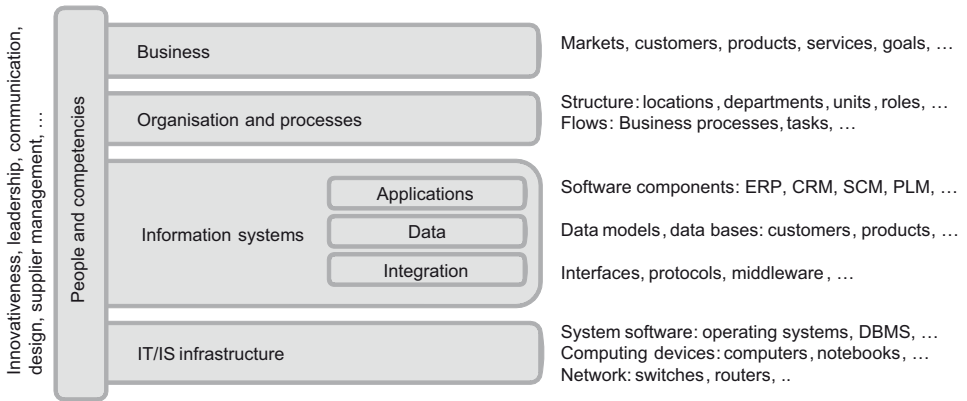 Innovativeness, leadership, communication,
design, supplier management, …
People and competencies
Business
Markets, customers, products, services, goals, …
Organisation and processes
Structure: locations, departments, units, roles, …
Flows: Business processes, tasks, …
Information systems
Applications
Software components: ERP, CRM, SCM, PLM, …
Data
Data models, data bases: customers, products, …
Integration
Interfaces, protocols, middleware, …
IT/IS infrastructure
System software: operating systems, DBMS, …
Computing devices: computers, notebooks, …
Network: switches, routers, ..